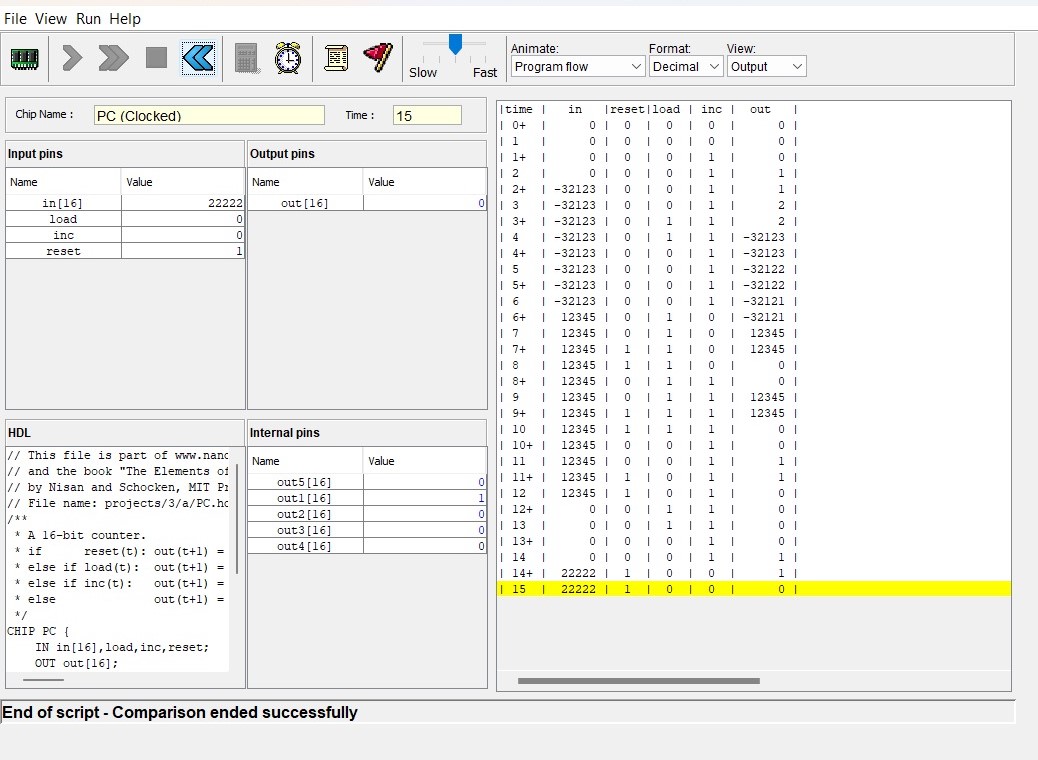 File View Run Help
Slow Fast
Animate: Format: View:
Program flow Decimal Output
Chip Name : PC (Clocked) Time : 15
Input pins
Name Value
in[16] 22222
load 0
inc 0
reset 1
Output pins
Name Value
out[16] 0
HDL
// This file is part of www.nand
// and the book "The Elements of
// by Nisan and Schocken, MIT Pr
// File name: projects/3/a/PC.hd
/**
* A 16-bit counter.
* if reset(t): out(t+1) =
* else if load(t): out(t+1) =
* else if inc(t): out(t+1) =
* else out(t+1) =
*/
CHIP PC {
IN in[16],load,inc,reset;
OUT out[16];
Internal pins
Name Value
out5[16] 0
out1[16] 1
out2[16] 0
out3[16] 0
out4[16] 0
|time | in |reset|load | inc | out |
| 0+ | 0 | 0 | 0 | 0 | 0 |
| 1 | 0 | 0 | 0 | 0 | 0 |
| 1+ | 0 | 0 | 0 | 1 | 0 |
| 2 | 0 | 0 | 0 | 1 | 1 |
| 2+ | -32123 | 0 | 0 | 1 | 1 |
| 3 | -32123 | 0 | 0 | 1 | 2 |
| 3+ | -32123 | 0 | 1 | 1 | 2 |
| 4 | -32123 | 0 | 1 | 1 | -32123 |
| 4+ | -32123 | 0 | 0 | 1 | -32123 |
| 5 | -32123 | 0 | 0 | 1 | -32122 |
| 5+ | -32123 | 0 | 0 | 1 | -32122 |
| 6 | -32123 | 0 | 0 | 1 | -32121 |
| 6+ | 12345 | 0 | 1 | 0 | -32121 |
| 7 | 12345 | 0 | 1 | 0 | 12345 |
| 7+ | 12345 | 1 | 1 | 0 | 12345 |
| 8 | 12345 | 1 | 1 | 0 | 0 |
| 8+ | 12345 | 0 | 1 | 1 | 0 |
| 9 | 12345 | 0 | 1 | 1 | 12345 |
| 9+ | 12345 | 1 | 1 | 1 | 12345 |
| 10 | 12345 | 1 | 1 | 1 | 0 |
| 10+ | 12345 | 0 | 0 | 1 | 0 |
| 11 | 12345 | 0 | 0 | 1 | 1 |
| 11+ | 12345 | 1 | 0 | 1 | 1 |
| 12 | 12345 | 1 | 0 | 1 | 0 |
| 12+ | 0 | 0 | 1 | 1 | 0 |
| 13 | 0 | 0 | 1 | 1 | 0 |
| 13+ | 0 | 0 | 0 | 1 | 0 |
| 14 | 0 | 0 | 0 | 1 | 1 |
| 14+ | 22222 | 1 | 0 | 0 | 1 |
| 15 | 22222 | 1 | 0 | 0 | 0 |
End of script - Comparison ended successfully